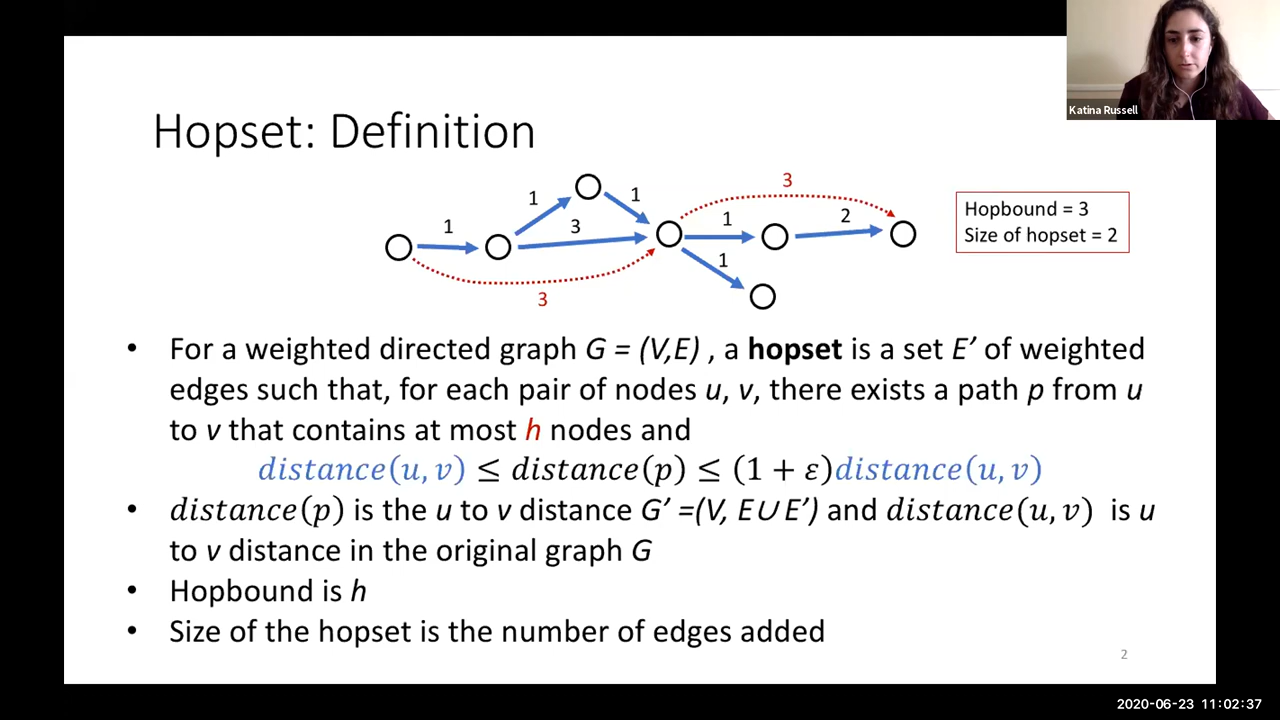 Katina Russell
Hopset: Definition
1
1
1
3
3
1
2
1
3
Hopbound = 3
Size of hopset = 2
• For a weighted directed graph G = (V,E) , a hopset is a set E’ of weighted
edges such that, for each pair of nodes u, v, there exists a path p from u
to v that contains at most h nodes and
distance(u, v) ≤ distance(p) ≤ (1 + ε)distance(u, v)
• distance(p) is the u to v distance G’ =(V, E∪E’) and distance(u, v) is u
to v distance in the original graph G
• Hopbound is h
• Size of the hopset is the number of edges added
2
2020-06-23 11:02:37